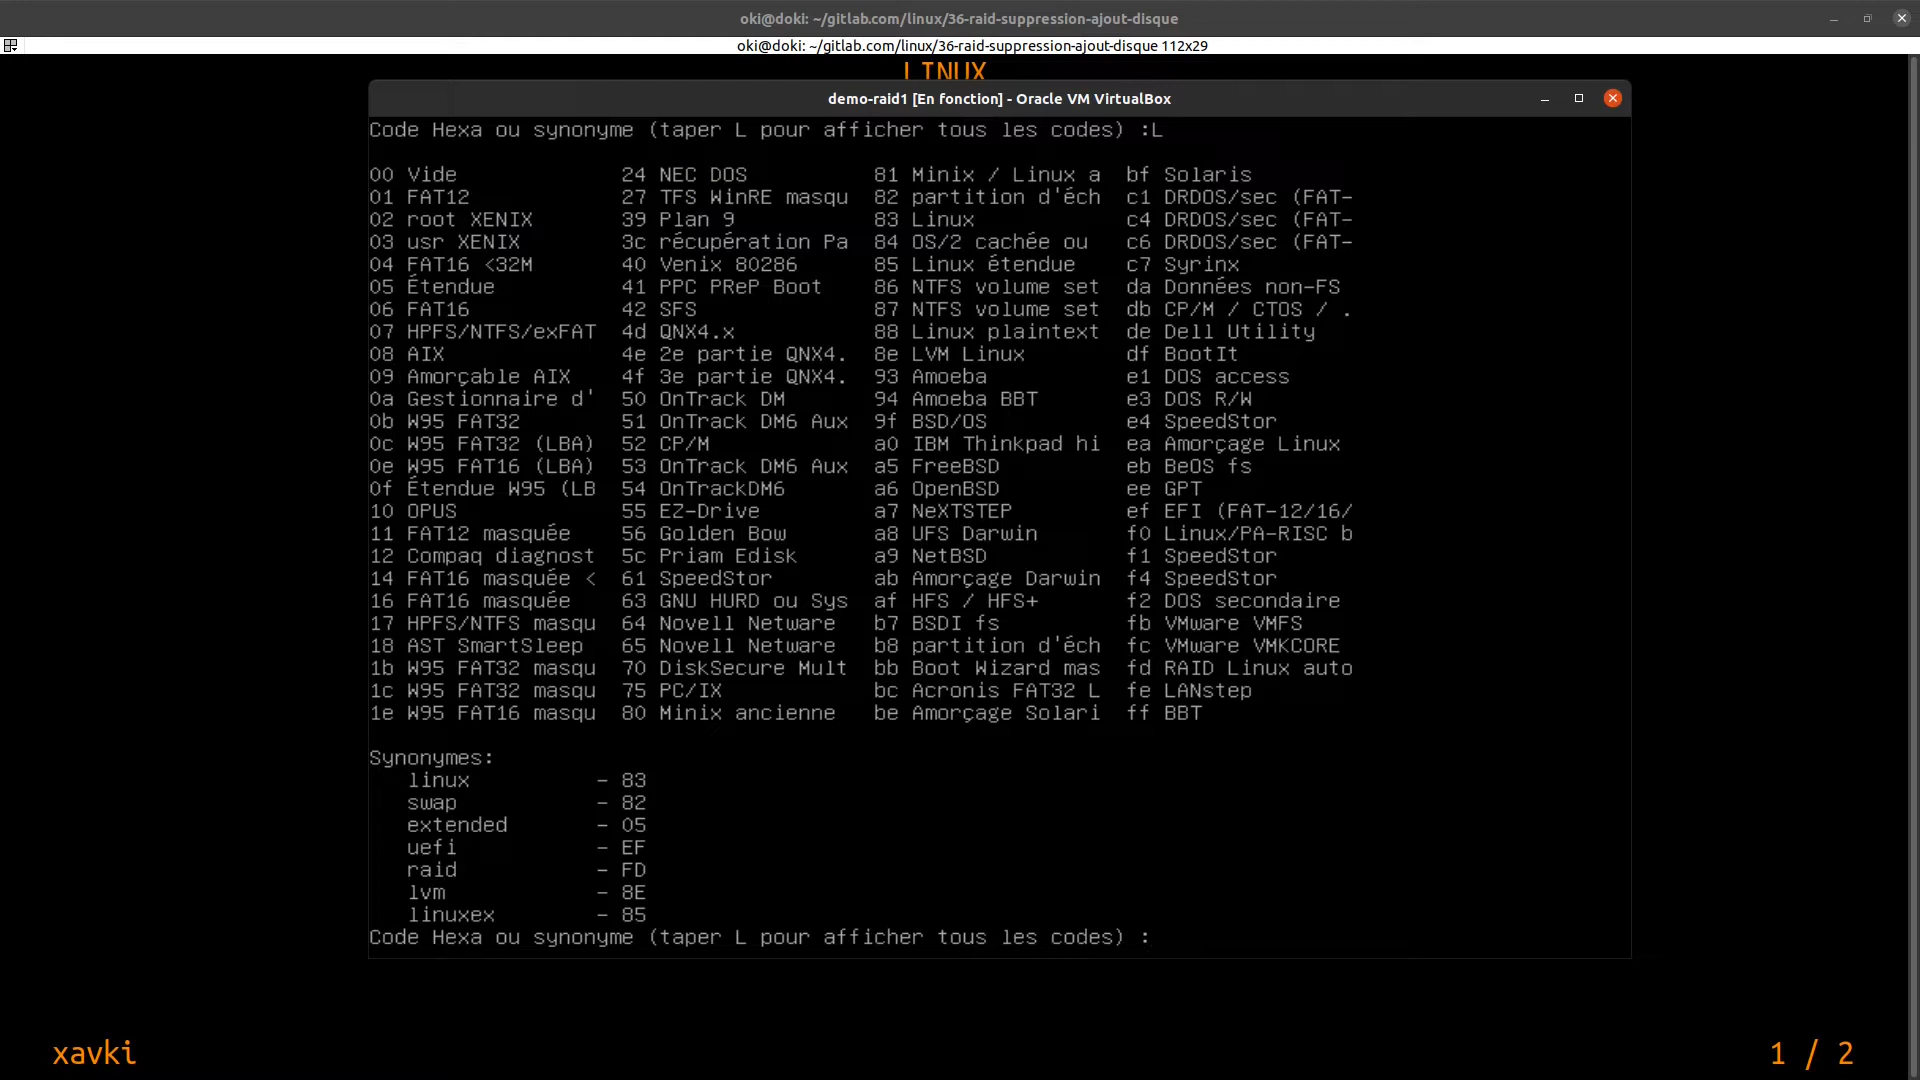 oki@doki: ~/gitlab.com/linux/36-raid-suppression-ajout-disque
oki@doki: ~/gitlab.com/linux/36-raid-suppression-ajout-disque 112x29
LINUX
demo-raid1 [En fonction] - Oracle VM VirtualBox
Code Hexa ou synonyme (taper L pour afficher tous les codes) :L
00 Vide 24 NEC DOS 81 Minix / Linux a bf Solaris
01 FAT12 27 TFS WinRE masqu 82 partition d'éch c1 DRDOS/sec (FAT-
02 root XENIX 39 Plan 9 83 Linux c4 DRDOS/sec (FAT-
03 usr XENIX 3c récupération Pa 84 OS/2 cachée ou c6 DRDOS/sec (FAT-
04 FAT16 <32M 40 Venix 80286 85 Linux étendue c7 Syrinx
05 Étendue 41 PPC PReP Boot 86 NTFS volume set da Données non-FS
06 FAT16 42 SFS 87 NTFS volume set db CP/M / CTOS / .
07 HPFS/NTFS/exFAT 4d QNX4.x 88 Linux plaintext de Dell Utility
08 AIX 4e 2e partie QNX4. 8e LVM Linux df BootIt
09 Amorçable AIX 4f 3e partie QNX4. 93 Amoeba e1 DOS access
0a Gestionnaire d' 50 OnTrack DM 94 Amoeba BBT e3 DOS R/W
0b W95 FAT32 51 OnTrack DM6 Aux 9f BSD/OS e4 SpeedStor
0c W95 FAT32 (LBA) 52 CP/M a0 IBM Thinkpad hi ea Amorçage Linux
0e W95 FAT16 (LBA) 53 OnTrack DM6 Aux a5 FreeBSD eb BeOS fs
0f Étendue W95 (LB 54 OnTrackDM6 a6 OpenBSD ee GPT
10 OPUS 55 EZ-Drive a7 NeXTSTEP ef EFI (FAT-12/16/
11 FAT12 masquée 56 Golden Bow a8 UFS Darwin f0 Linux/PA-RISC b
12 Compaq diagnost 5c Priam Edisk a9 NetBSD f1 SpeedStor
14 FAT16 masquée < 61 SpeedStor ab Amorçage Darwin f4 SpeedStor
16 FAT16 masquée 63 GNU HURD ou Sys af HFS / HFS+ f2 DOS secondaire
17 HPFS/NTFS masqu 64 Novell Netware b7 BSDI fs fb VMware VMFS
18 AST SmartSleep 65 Novell Netware b8 partition d'éch fc VMware VMKCORE
1b W95 FAT32 masqu 70 DiskSecure Mult bb Boot Wizard mas fd RAID Linux auto
1c W95 FAT32 masqu 75 PC/IX bc Acronis FAT32 L fe LANstep
1e W95 FAT16 masqu 80 Minix ancienne be Amorçage Solari ff BBT
Synonymes:
linux - 83
swap - 82
extended - 05
uefi - EF
raid - FD
lvm - 8E
linuxex - 85
Code Hexa ou synonyme (taper L pour afficher tous les codes) :
xavki
1 / 2